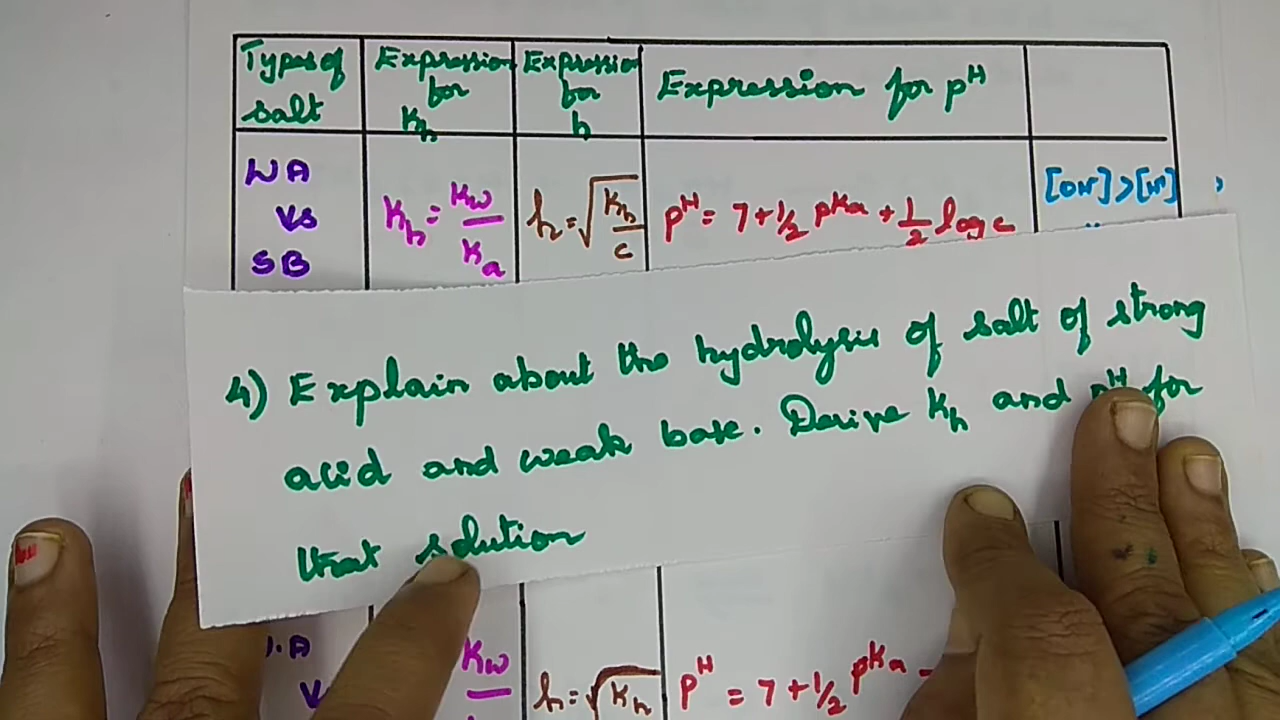 Types of salt
Expression for Kh
Expression for h
Expression for pH
WA Vs SB
Kh = Kw / Ka
h = √Kh/c
pH = 7 + 1/2 pKa + 1/2 log c
[OH-] > [H+]
4) Explain about the hydrolysis of salt of strong
acid and weak base. Derive Kh and pH for
that solution
Kw
h = √Kh
pH = 7 + 1/2 pKa -